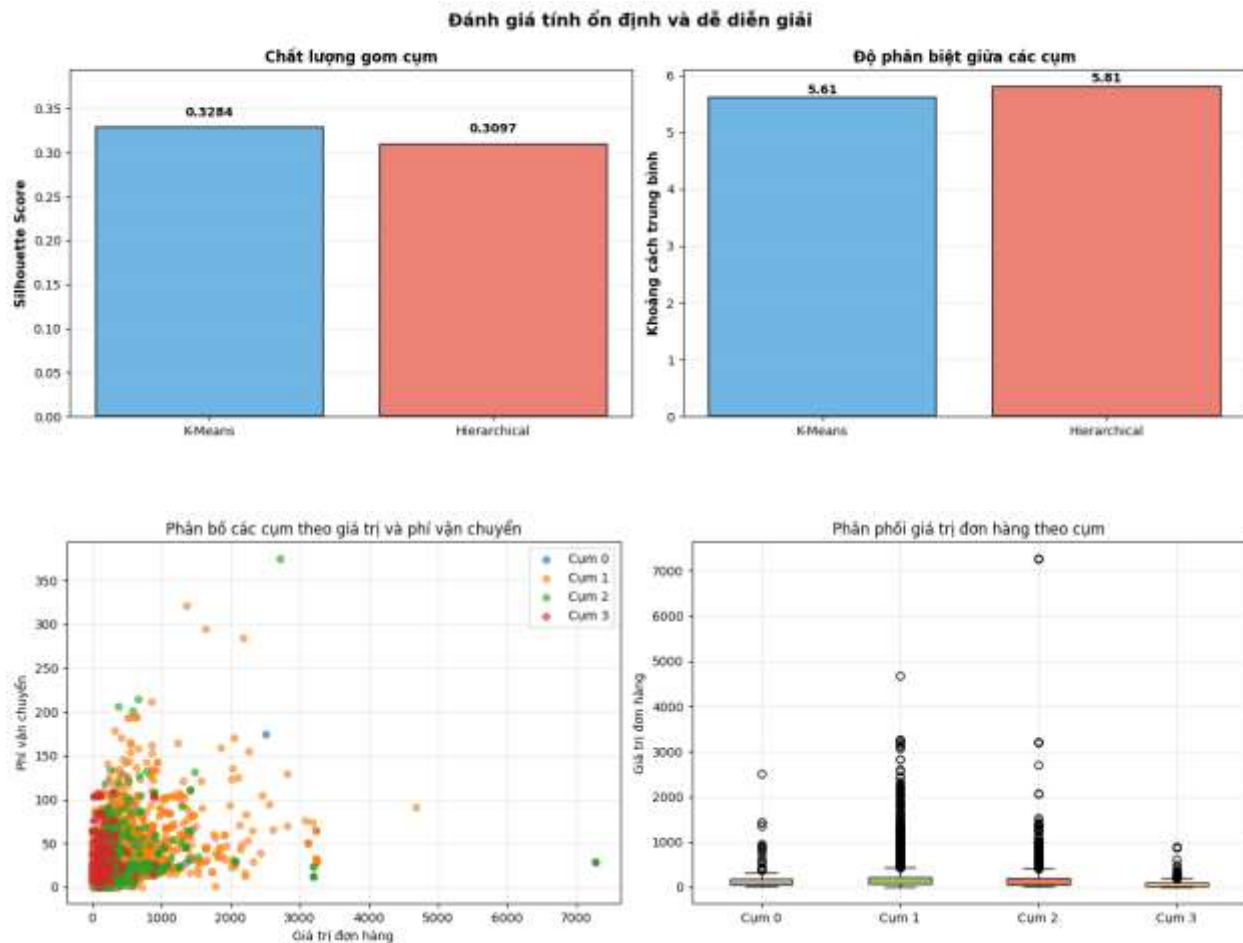 Đánh giá tính ổn định và dễ diễn giải
Chất lượng gom cụm
0.3284
0.3097
0.35
0.30
0.25
0.20
0.15
0.10
0.05
0.00
Silhouette Score
K-Means
Hierarchical
Độ phân biệt giữa các cụm
5.61
5.81
6
5
4
3
2
1
0
Khoảng cách trung bình
K-Means
Hierarchical
Phân bố các cụm theo giá trị và phí vận chuyển
Cụm 0
Cụm 1
Cụm 2
Cụm 3
350
300
250
200
150
100
50
0
Phí vận chuyển
0 1000 2000 3000 4000 5000 6000 7000
Giá trị đơn hàng
Phân phối giá trị đơn hàng theo cụm
7000
6000
5000
4000
3000
2000
1000
0
Giá trị đơn hàng
Cụm 0 Cụm 1 Cụm 2 Cụm 3